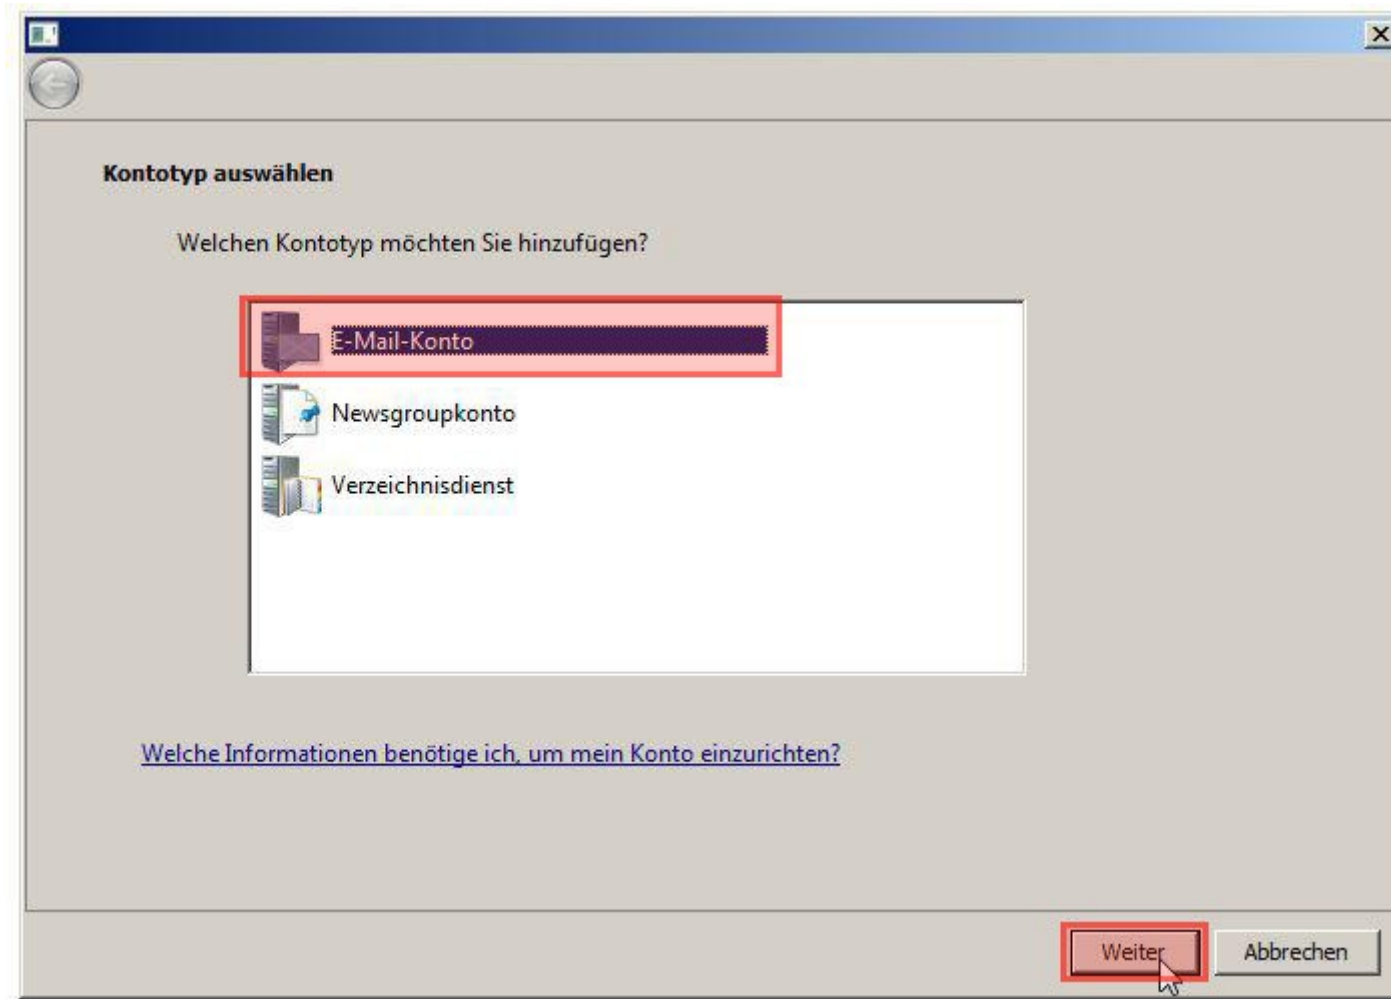 Kontotyp auswählen
Welchen Kontotyp möchten Sie hinzufügen?
E-Mail-Konto
Newsgroupkonto
Verzeichnisdienst
Welche Informationen benötige ich, um mein Konto einzurichten?
Weiter
Abbrechen